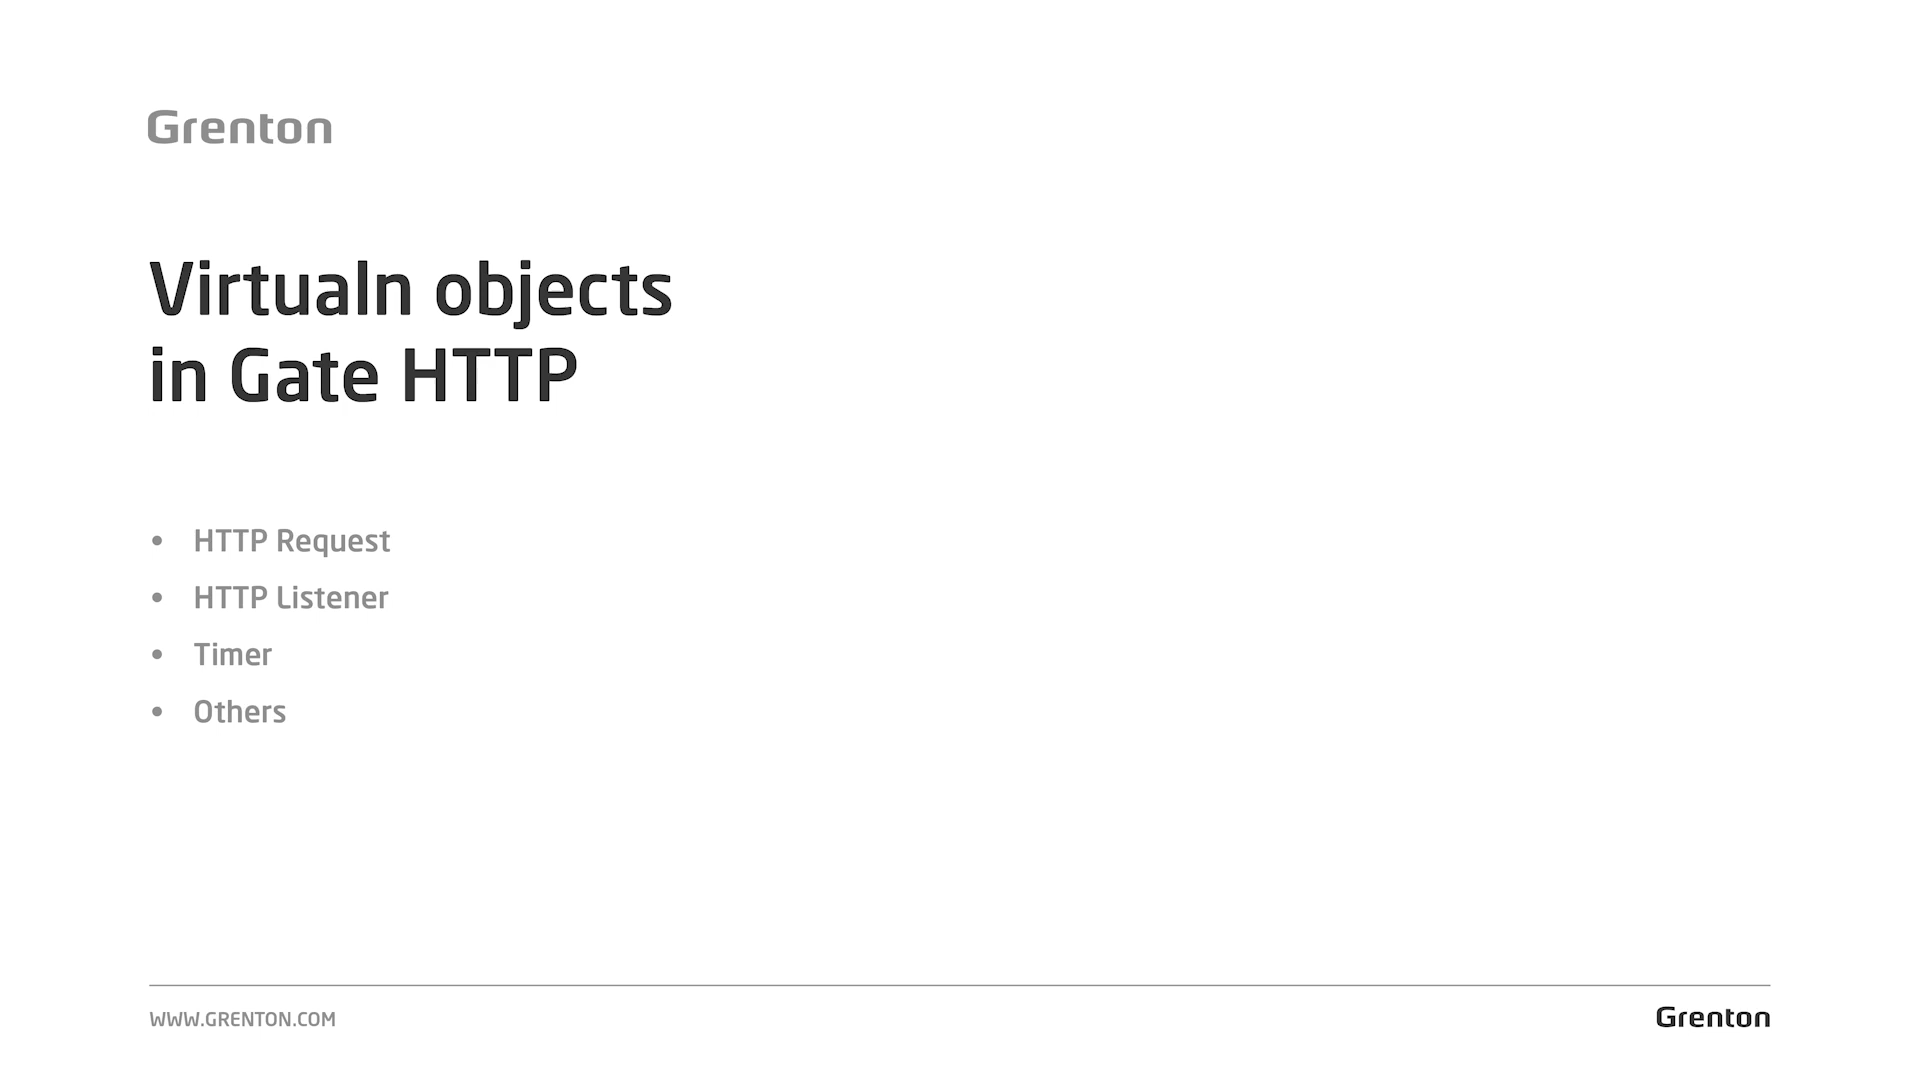 Grenton
Virtualn objects
in Gate HTTP
• HTTP Request
• HTTP Listener
• Timer
• Others
WWW.GRENTON.COM
Grenton